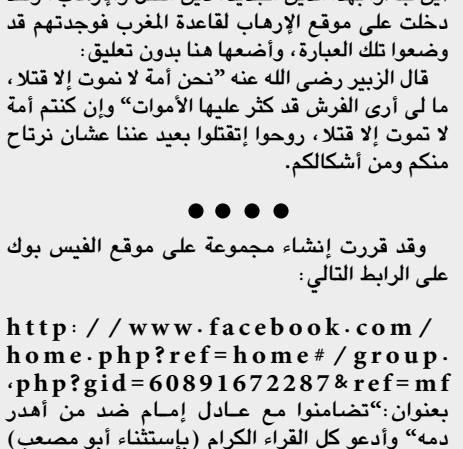 دخلت على موقع الإرهاب لقاعدة المغرب فوجدتهم قد
وضعوا تلك العبارة، وأضعها هنا بدون تعليق:
قال الزبير رضى الله عنه ”نحن أمة لا نموت إلا قتلا،
ما لى أرى الفرش قد كثر عليها الأموات“ وإن كنتم أمة
لا تموت إلا قتلا، روحوا إتقتلوا بعيد عننا عشان نرتاح
منكم ومن أشكالكم.
● ● ● ●
وقد قررت إنشاء مجموعة على موقع الفيس بوك
على الرابط التالي:
http://www.facebook.com/
home.php?ref=home#/group.
php?gid=60891672287&ref=mf،
بعنوان:“تضامنوا مع عـادل إمـام ضد من أهدر
دمه” وأدعو كل القراء الكرام (بإستثناء أبو مصعب)